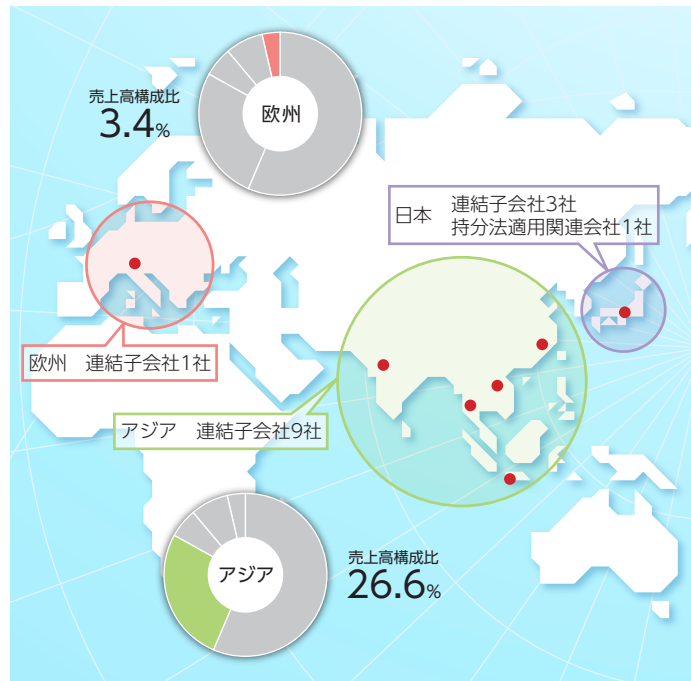 売上高構成比
3.4%
欧州
日本 連結子会社3社
持分法適用関連会社1社
欧州 連結子会社1社
アジア 連結子会社9社
アジア
売上高構成比
26.6%